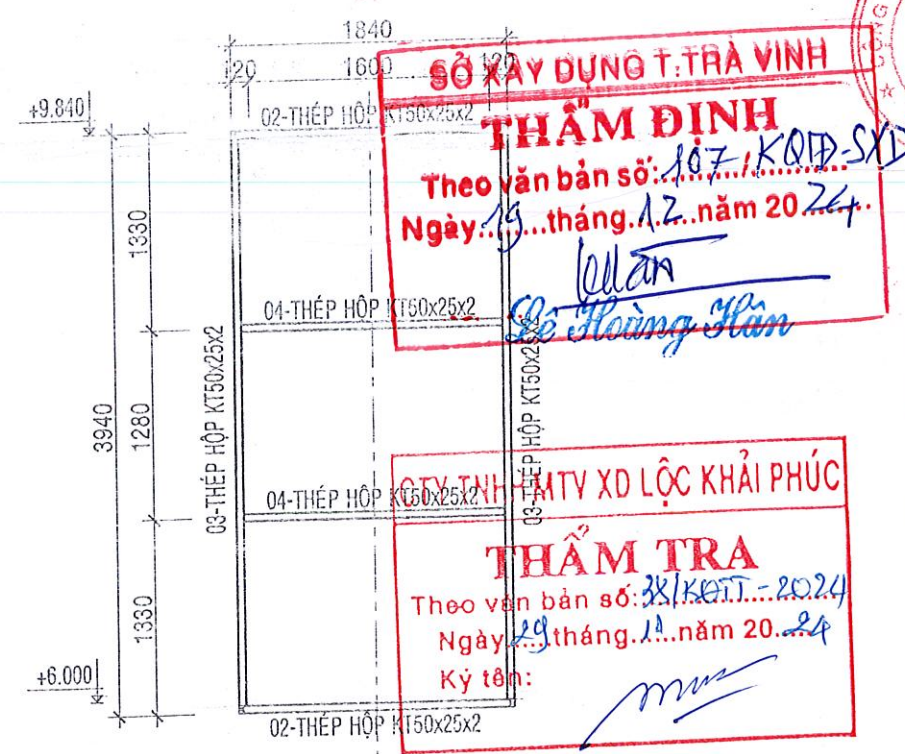 1840
120 1600 120
+9.840
02-THÉP HỘP KT50x25x2
1330
04-THÉP HỘP KT50x25x2
03-THÉP HỘP KT50x25x2
03-THÉP HỘP KT50x25x2
3940
1280
04-THÉP HỘP KT50x25x2
1330
+6.000
02-THÉP HỘP KT50x25x2
SỞ XÂY DỰNG T.TRÀ VINH
THẨM ĐỊNH
Theo văn bản số: 107/KQTĐ-SXD
Ngày 19 tháng 12 năm 2024
Lê Hoàng Hân
CTY TNHH MTV XD LỘC KHẢI PHÚC
THẨM TRA
Theo văn bản số: /KQTT-2024
Ngày 29 tháng 11 năm 2024
Ký tên: